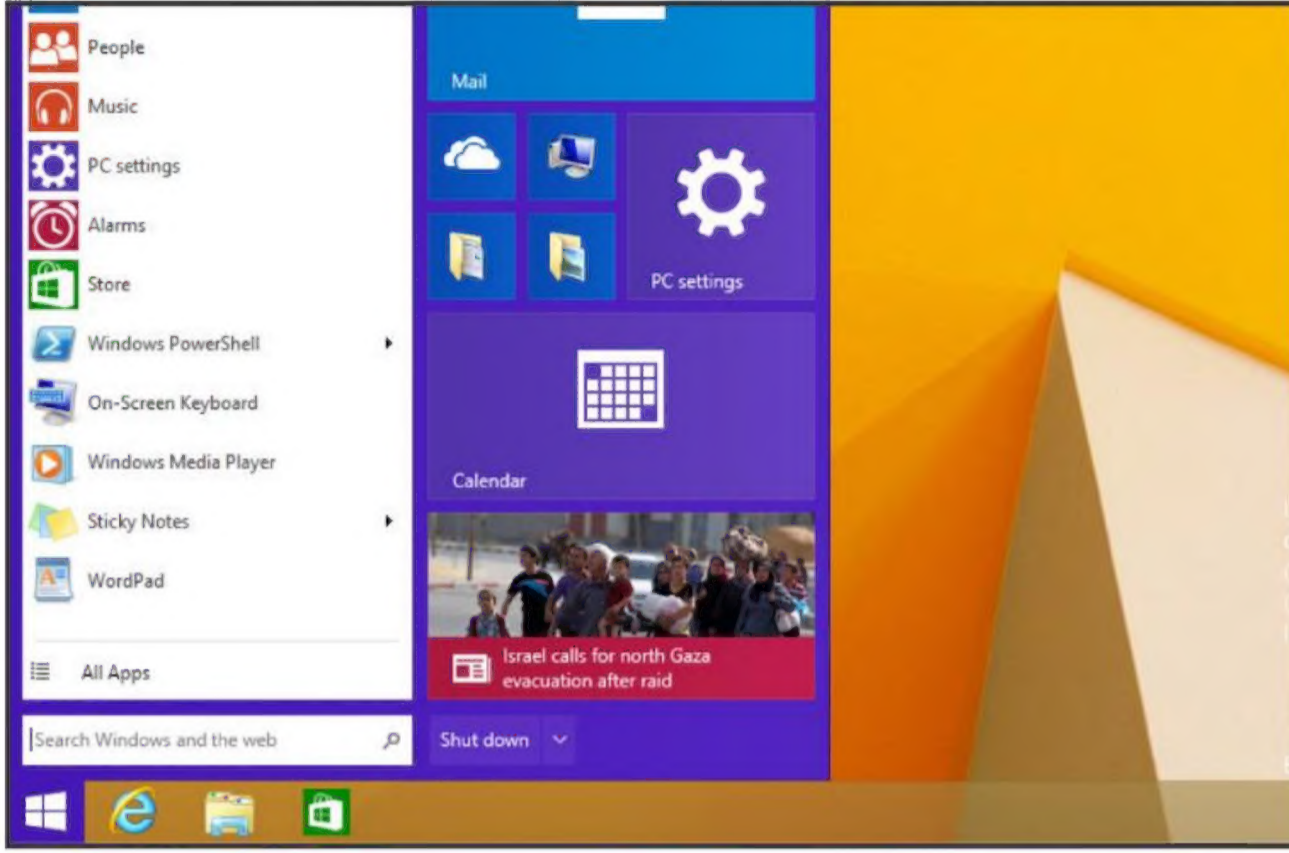 People
Music
PC settings
Alarms
Store
Windows PowerShell
On-Screen Keyboard
Windows Media Player
Sticky Notes
WordPad
All Apps
Search Windows and the web
Mail
PC settings
Calendar
Israel calls for north Gaza
evacuation after raid
Shut down